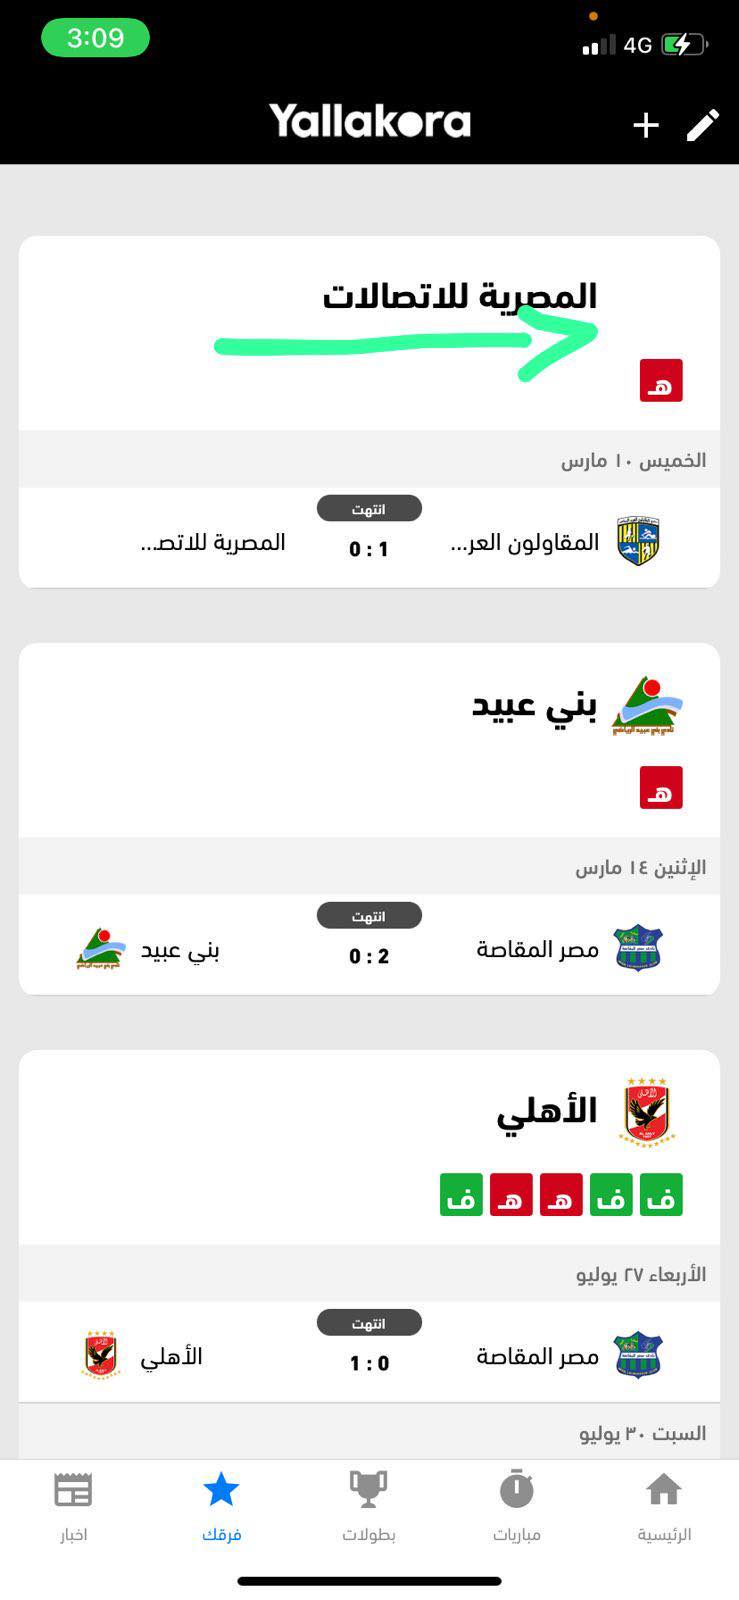 3:09
4G
Yallakora
المصرية للاتصالات
هـ
الخميس ١٠ مارس
انتهت
المقاولون العر... 0 : 1 المصرية للاتصـ...
بني عبيد
هـ
الإثنين ١٤ مارس
انتهت
مصر المقاصة 0 : 2 بني عبيد
الأهلي
ف ف هـ هـ ف
الأربعاء ٢٧ يوليو
انتهت
مصر المقاصة 1 : 0 الأهلي
السبت ٣٠ يوليو
الرئيسية مباريات بطولات فرقك اخبار